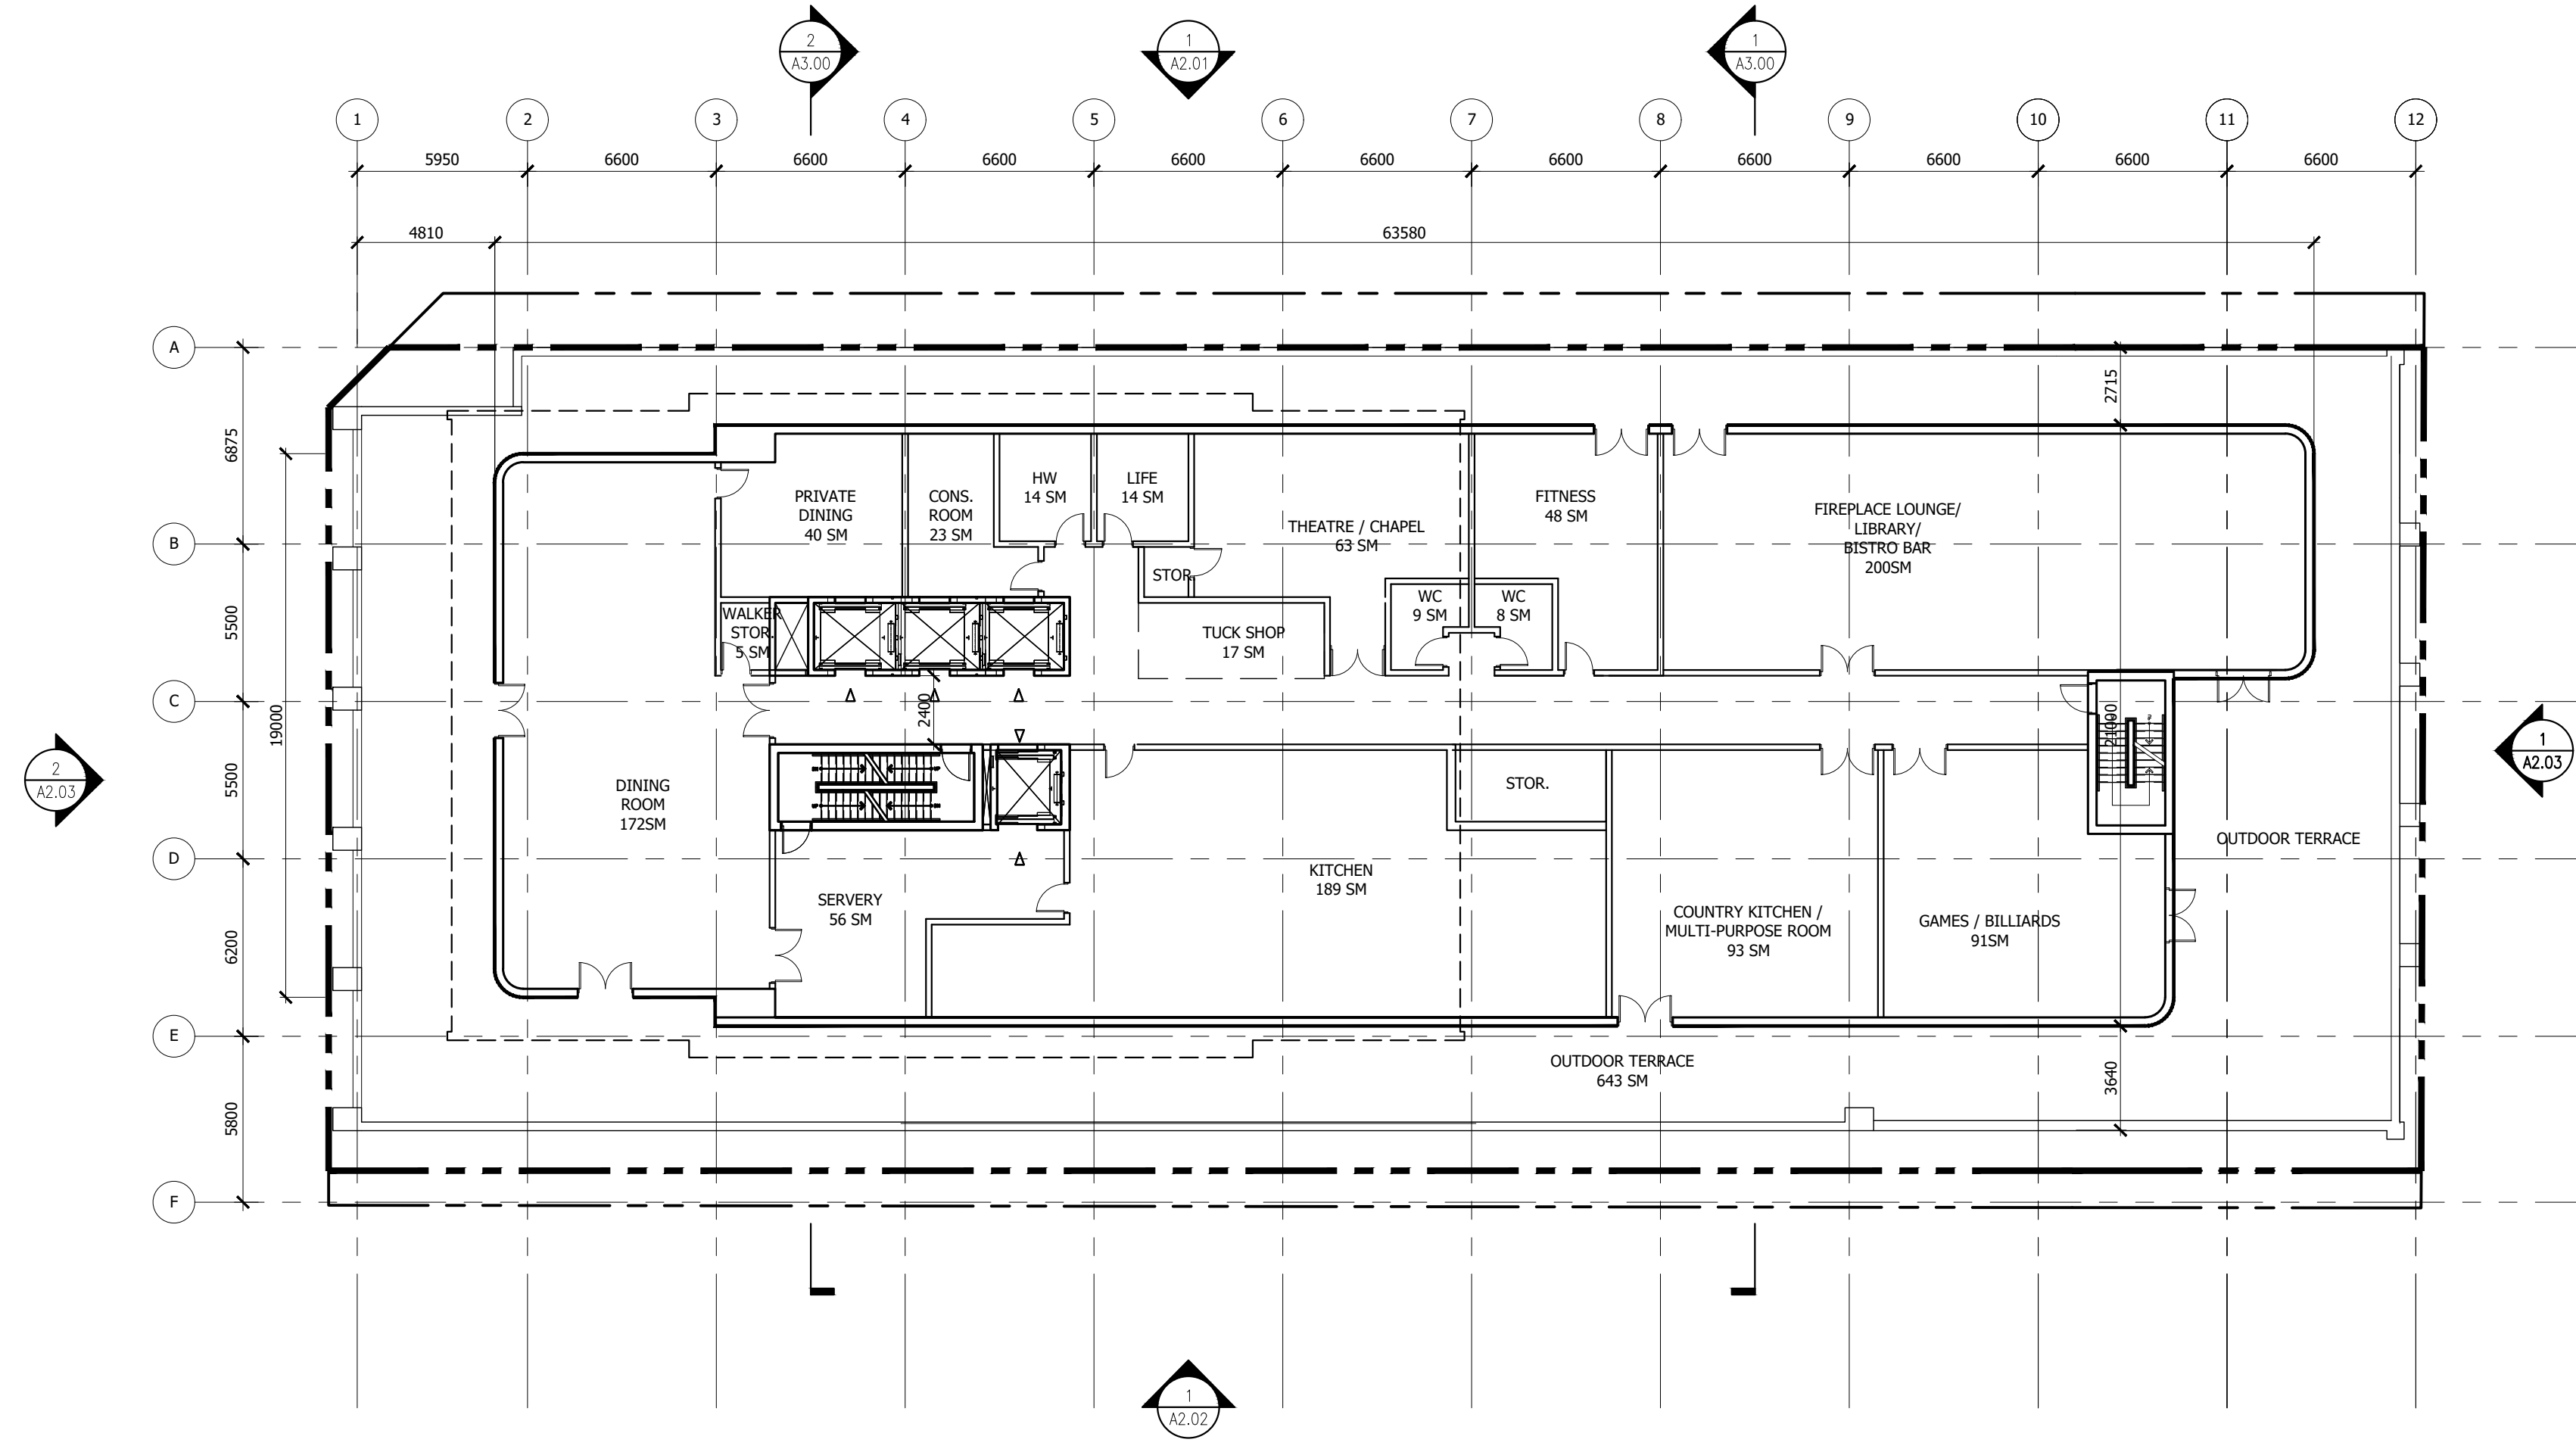 2
A3.00
1
A2.01
1
A3.00
1
2
3
4
5
6
7
8
9
10
11
12
5950
6600
6600
6600
6600
6600
6600
6600
6600
6600
6600
4810
63580
A
B
C
D
E
F
6875
5500
5500
6200
5800
19000
2715
21000
3640
2400
2
A2.03
1
A2.03
PRIVATE
DINING
40 SM
CONS.
ROOM
23 SM
HW
14 SM
LIFE
14 SM
STOR.
THEATRE / CHAPEL
63 SM
FITNESS
48 SM
FIREPLACE LOUNGE/
LIBRARY/
BISTRO BAR
200SM
WALKER
STOR.
5 SM
TUCK SHOP
17 SM
WC
9 SM
WC
8 SM
DINING
ROOM
172SM
SERVERY
56 SM
KITCHEN
189 SM
STOR.
COUNTRY KITCHEN /
MULTI-PURPOSE ROOM
93 SM
GAMES / BILLIARDS
91SM
OUTDOOR TERRACE
OUTDOOR TERRACE
643 SM
1
A2.02